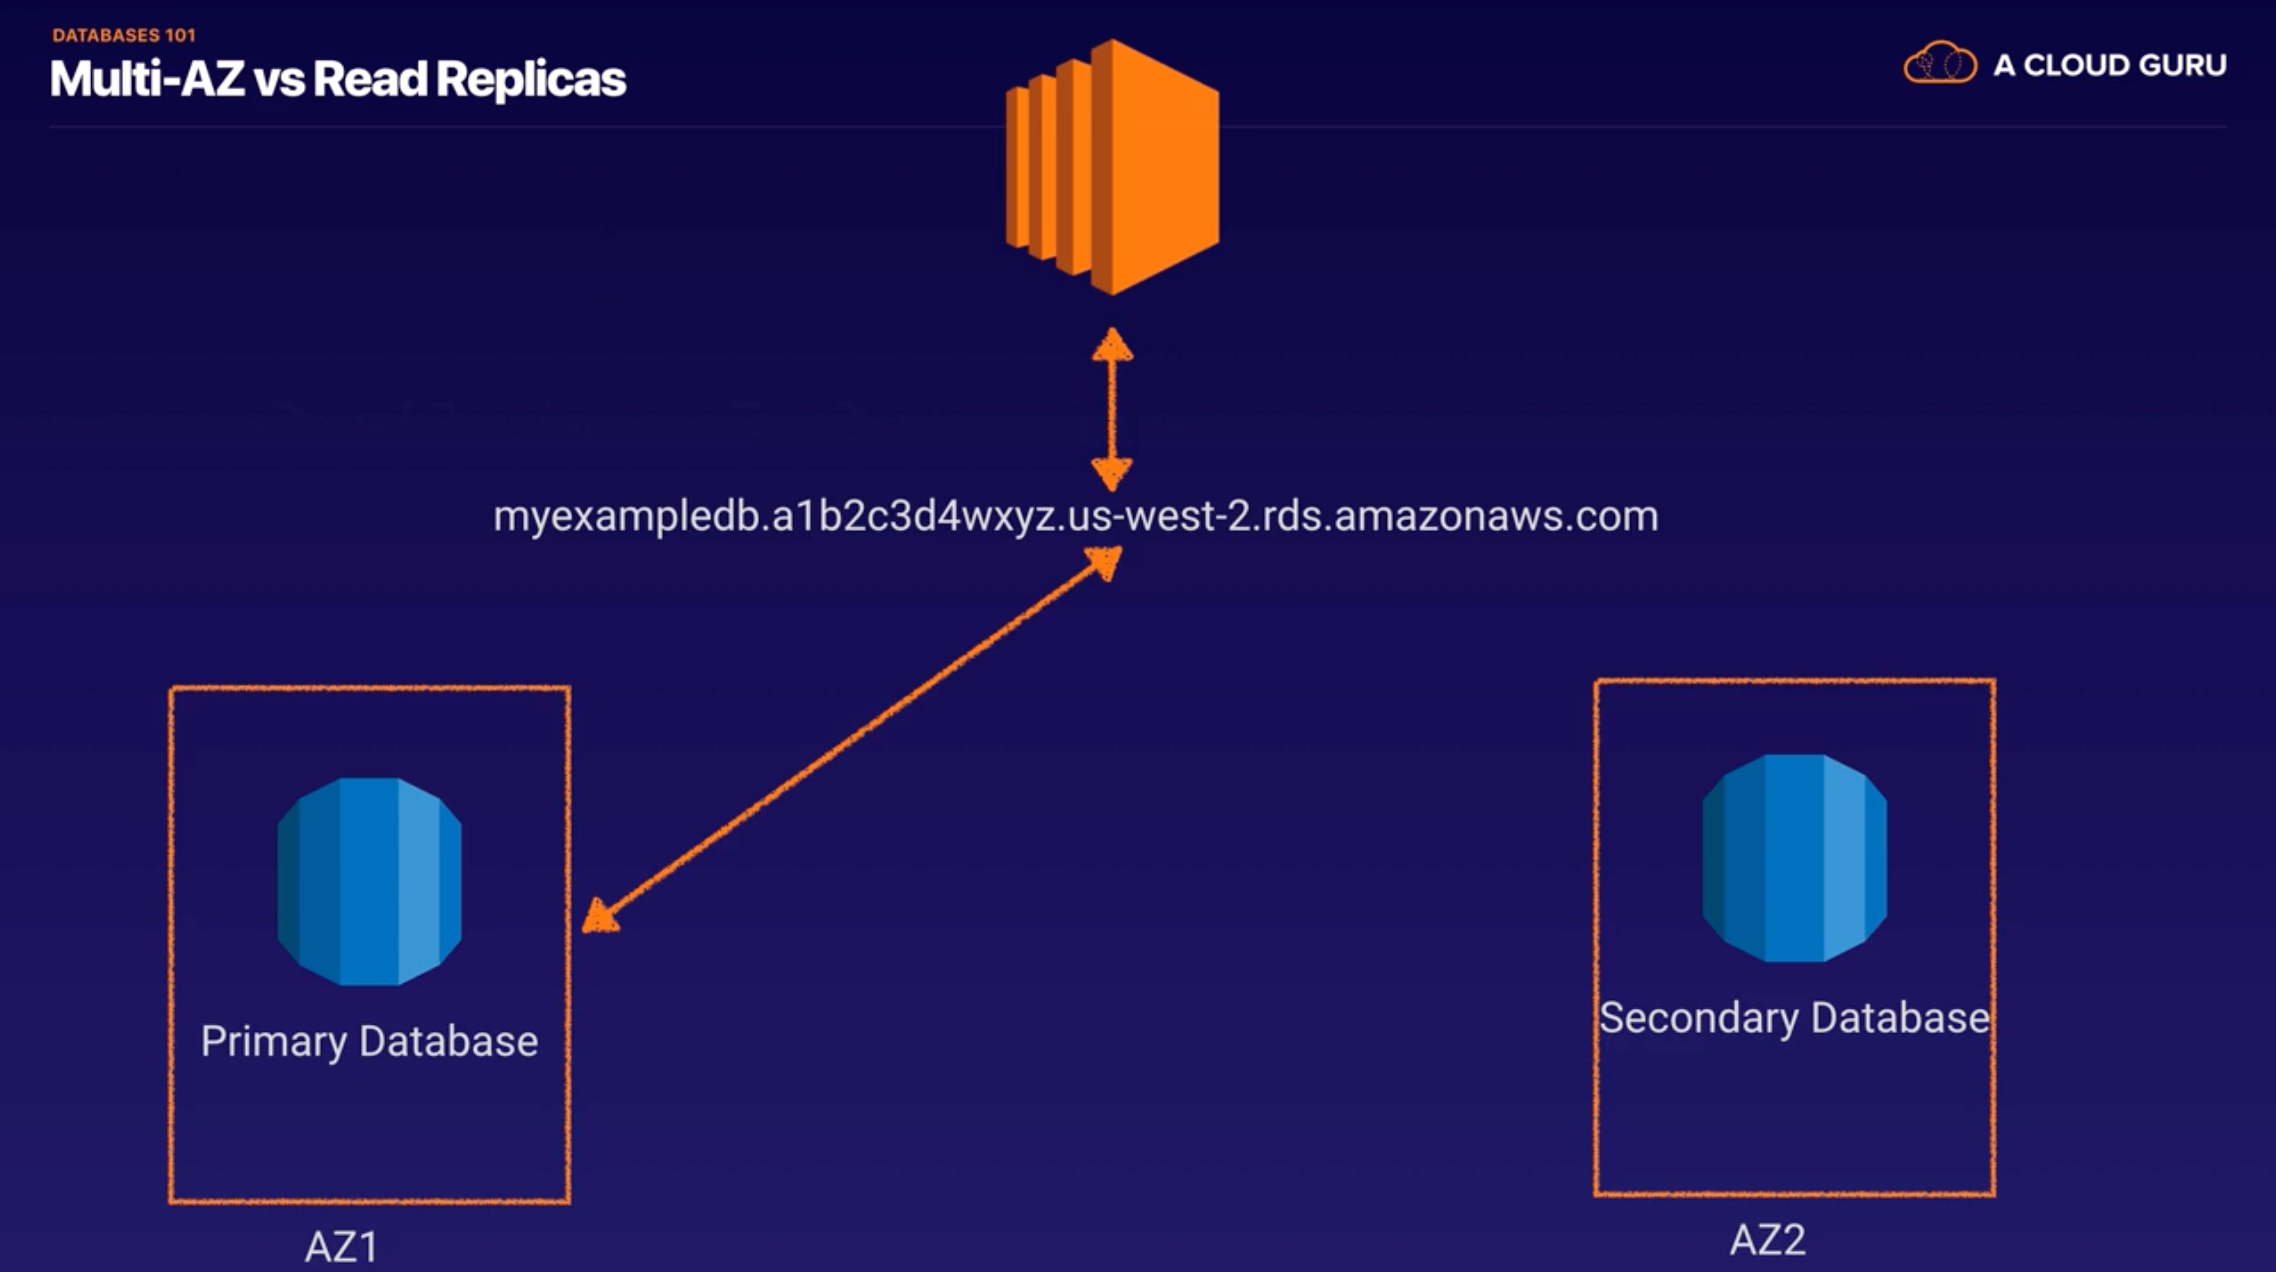 DATABASES 101
Multi-AZ vs Read Replicas
A CLOUD GURU
myexampledb.a1b2c3d4wxyz.us-west-2.rds.amazonaws.com
Primary Database
Secondary Database
AZ1
AZ2